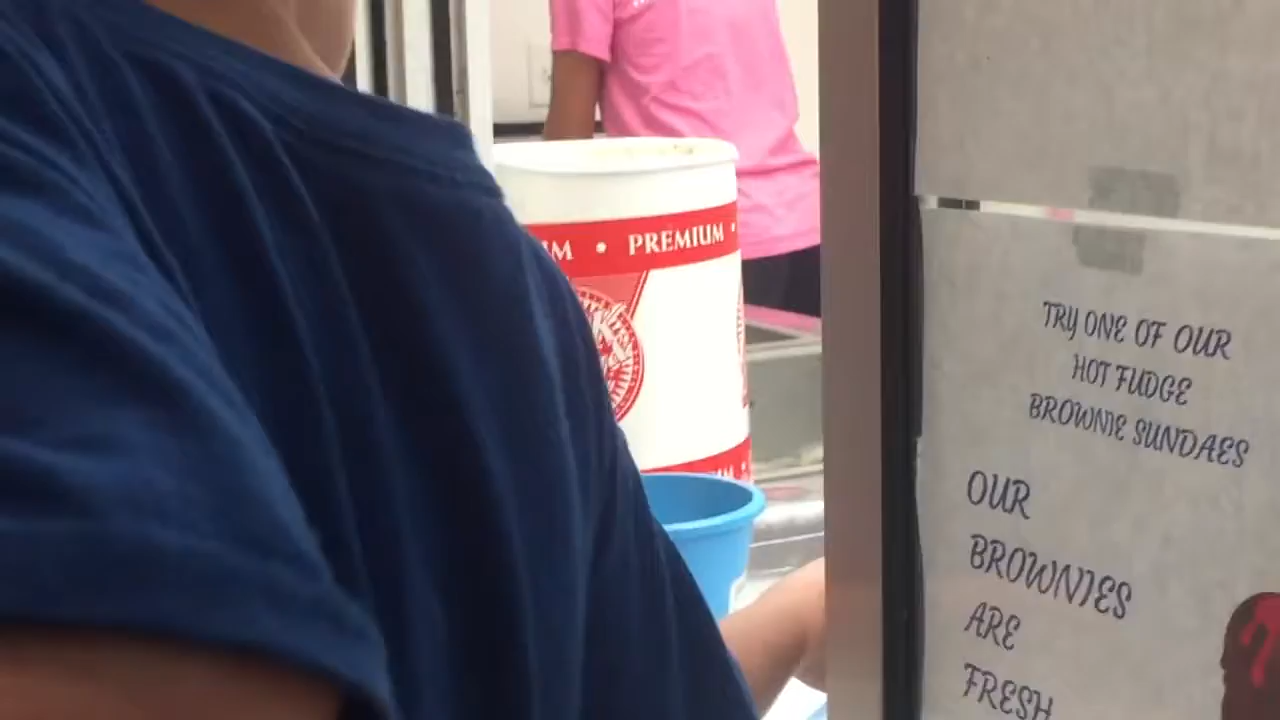 PREMIUM
TRY ONE OF OUR
HOT FUDGE
BROWNIE SUNDAES
OUR
BROWNIES
ARE
FRESH